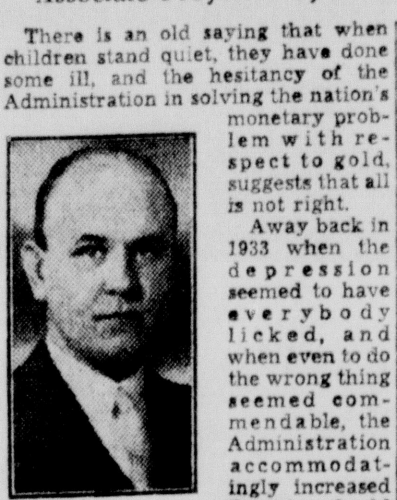 There is an old saying that when
children stand quiet, they have done
some ill, and the hesitancy of the
Administration in solving the nation's
monetary prob-
lem with re-
spect to gold,
suggests that all
is not right.
Away back in
1933 when the
depression
seemed to have
everybody
licked, and
when even to do
the wrong thing
seemed com-
mendable, the
Administration
accommodat-
ingly increased